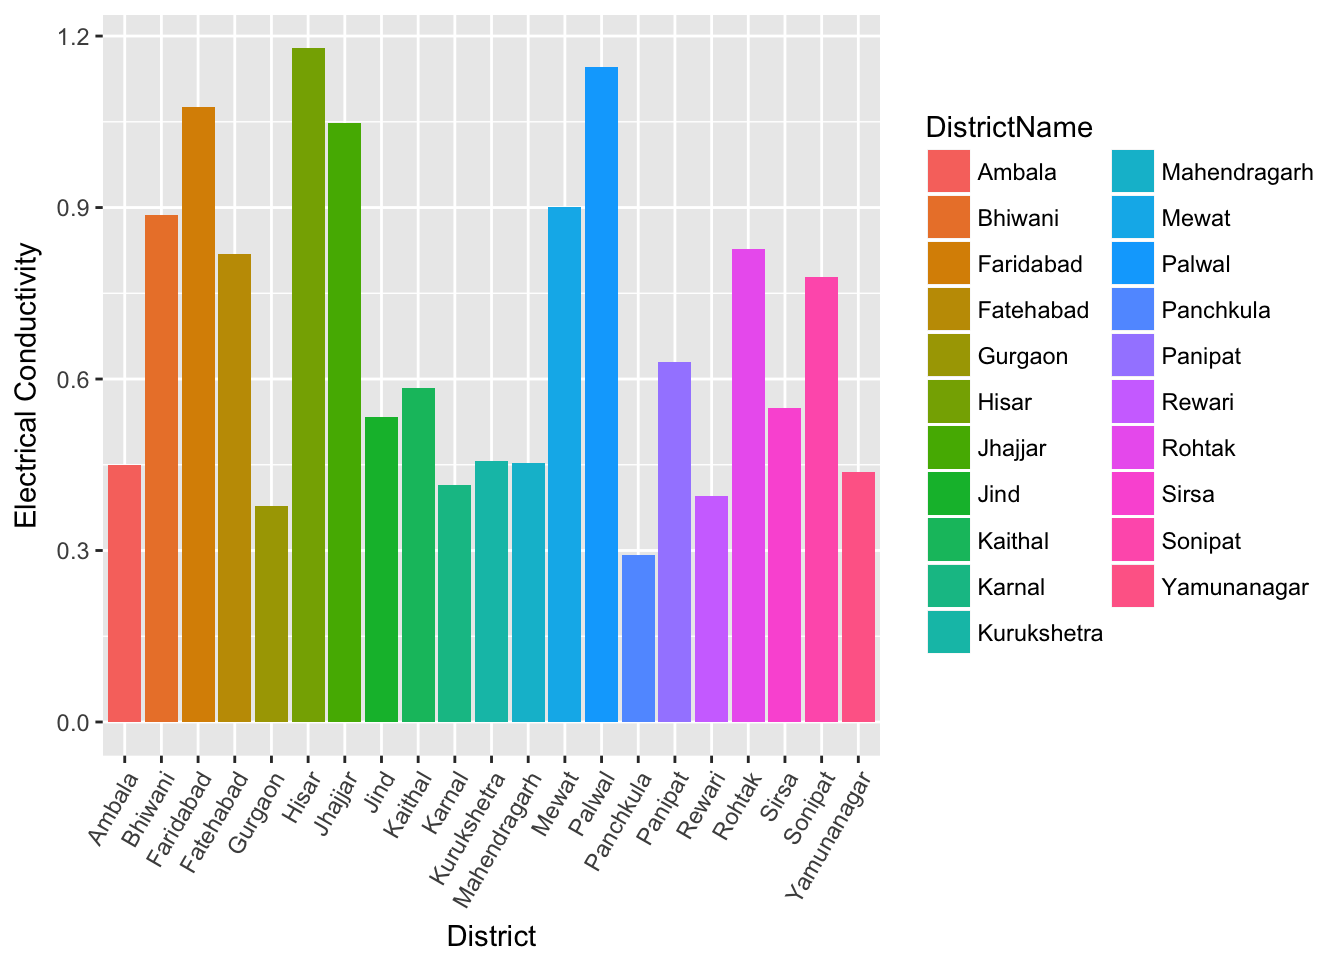 1.2
0.9
0.6
0.3
0.0
Electrical Conductivity
Ambala
Bhiwani
Faridabad
Fatehabad
Gurgaon
Hisar
Jhajjar
Jind
Kaithal
Karnal
Kurukshetra
Mahendragarh
Mewat
Palwal
Panchkula
Panipat
Rewari
Rohtak
Sirsa
Sonipat
Yamunanagar
District
DistrictName
Ambala
Bhiwani
Faridabad
Fatehabad
Gurgaon
Hisar
Jhajjar
Jind
Kaithal
Karnal
Kurukshetra
Mahendragarh
Mewat
Palwal
Panchkula
Panipat
Rewari
Rohtak
Sirsa
Sonipat
Yamunanagar